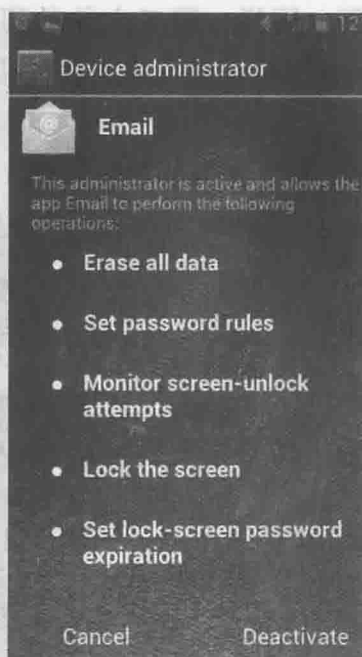 12
Device administrator
@
Email
This administrator is active and allows the
app Email to perform the following
operations:
● Erase all data
● Set password rules
● Monitor screen-unlock
attempts
● Lock the screen
● Set lock-screen password
expiration
Cancel
Deactivate